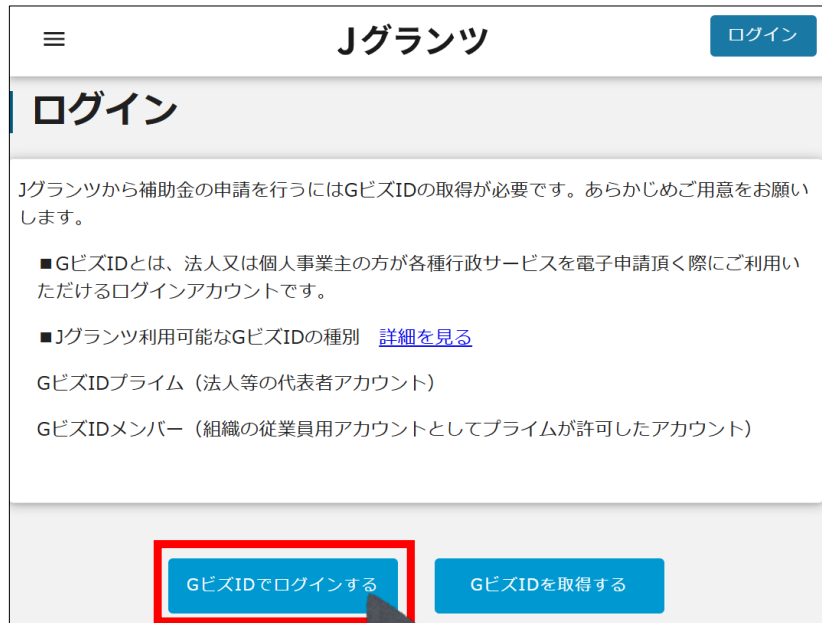 Jグランツ
ログイン
ログイン
Jグランツから補助金の申請を行うにはGビズIDの取得が必要です。あらかじめご用意をお願い
します。
■GビズIDとは、法人又は個人事業主の方が各種行政サービスを電子申請頂く際にご利用い
ただけるログインアカウントです。
■Jグランツ利用可能なGビズIDの種別　詳細を見る
GビズIDプライム（法人等の代表者アカウント）
GビズIDメンバー（組織の従業員用アカウントとしてプライムが許可したアカウント）
GビズIDでログインする
GビズIDを取得する